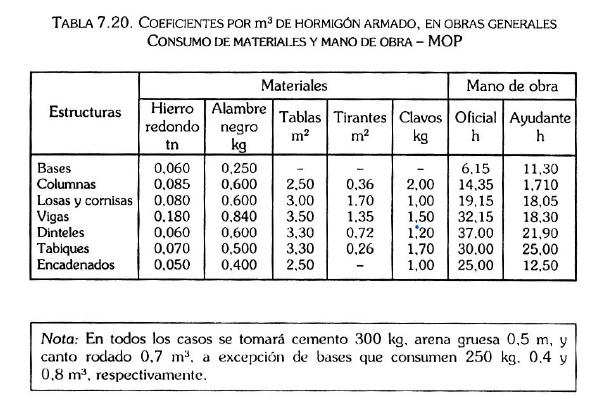 TABLA 7.20. COEFICIENTES POR m³ DE HORMIGÓN ARMADO, EN OBRAS GENERALES
CONSUMO DE MATERIALES Y MANO DE OBRA – MOP
Estructuras Materiales Mano de obra
Hierro redondo tn Alambre negro kg Tablas m² Tirantes m² Clavos kg Oficial h Ayudante h
Bases 0,060 0,250 – – – 6,15 11,30
Columnas 0,085 0,600 2,50 0,36 2,00 14,35 1,710
Losas y cornisas 0,080 0,600 3,00 1,70 1,00 19,15 18,05
Vigas 0,180 0,840 3,50 1,35 1,50 32,15 18,30
Dinteles 0,060 0,600 3,30 0,72 1,20 37,00 21,90
Tabiques 0,070 0,500 3,30 0,26 1,70 30,00 25,00
Encadenados 0,050 0,400 2,50 – 1,00 25,00 12,50
Nota: En todos los casos se tomará cemento 300 kg, arena gruesa 0,5 m, y
canto rodado 0,7 m³, a excepción de bases que consumen 250 kg, 0,4 y
0,8 m³, respectivamente.